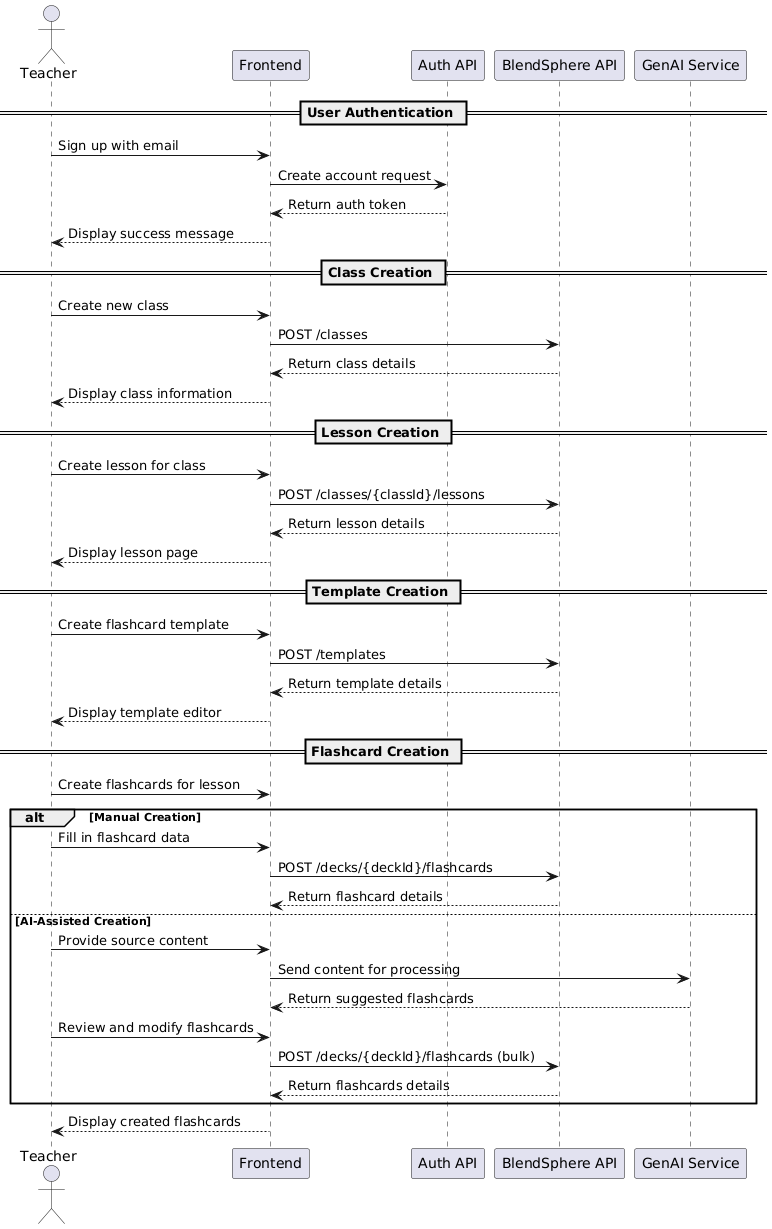 Teacher
Frontend
Auth API
BlendSphere API
GenAI Service
User Authentication
Sign up with email
Create account request
Return auth token
Display success message
Class Creation
Create new class
POST /classes
Return class details
Display class information
Lesson Creation
Create lesson for class
POST /classes/{classId}/lessons
Return lesson details
Display lesson page
Template Creation
Create flashcard template
POST /templates
Return template details
Display template editor
Flashcard Creation
Create flashcards for lesson
alt [Manual Creation]
Fill in flashcard data
POST /decks/{deckId}/flashcards
Return flashcard details
[AI-Assisted Creation]
Provide source content
Send content for processing
Return suggested flashcards
Review and modify flashcards
POST /decks/{deckId}/flashcards (bulk)
Return flashcards details
Display created flashcards
Teacher
Frontend
Auth API
BlendSphere API
GenAI Service